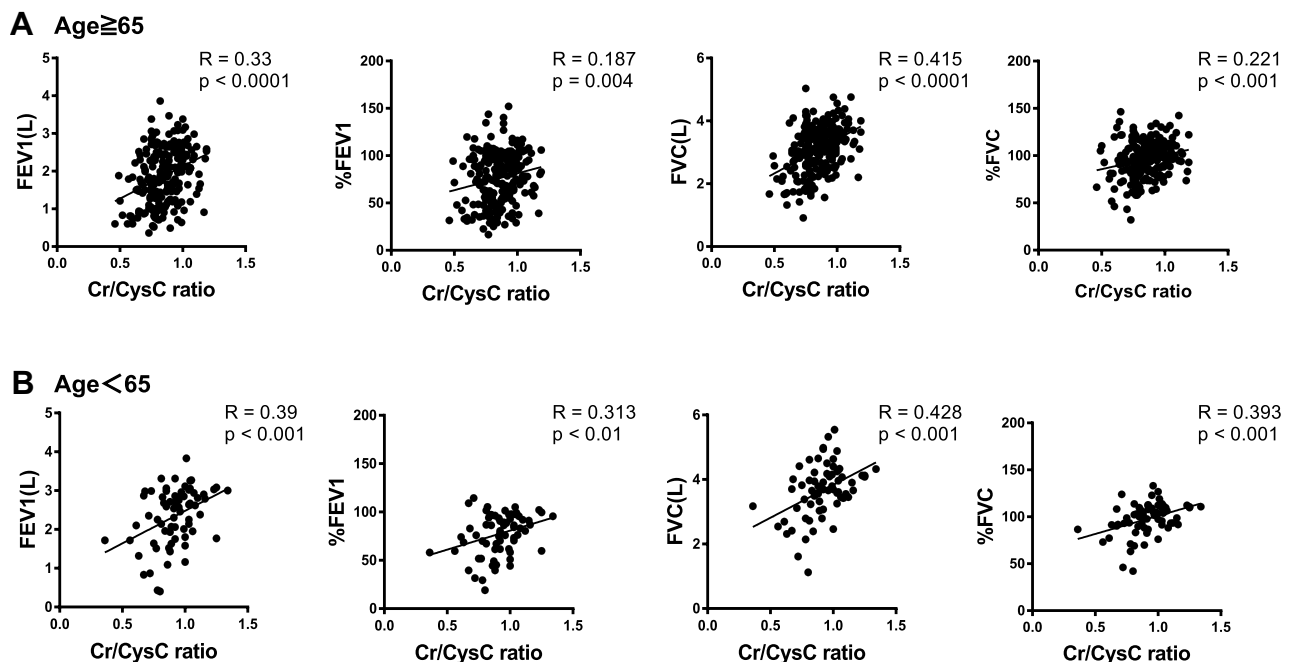 A Age≧65
R = 0.33
p < 0.0001
FEV1(L)
5
4
3
2
1
0
0.0 0.5 1.0 1.5
Cr/CysC ratio
R = 0.187
p = 0.004
%FEV1
200
150
100
50
0
0.0 0.5 1.0 1.5
Cr/CysC ratio
R = 0.415
p < 0.0001
FVC(L)
6
4
2
0
0.0 0.5 1.0 1.5
Cr/CysC ratio
R = 0.221
p < 0.001
%FVC
200
150
100
50
0
0.0 0.5 1.0 1.5
Cr/CysC ratio
B Age＜65
R = 0.39
p < 0.001
FEV1(L)
5
4
3
2
1
0
0.0 0.5 1.0 1.5
Cr/CysC ratio
R = 0.313
p < 0.01
%FEV1
200
150
100
50
0
0.0 0.5 1.0 1.5
Cr/CysC ratio
R = 0.428
p < 0.001
FVC(L)
6
4
2
0
0.0 0.5 1.0 1.5
Cr/CysC ratio
R = 0.393
p < 0.001
%FVC
200
150
100
50
0
0.0 0.5 1.0 1.5
Cr/CysC ratio